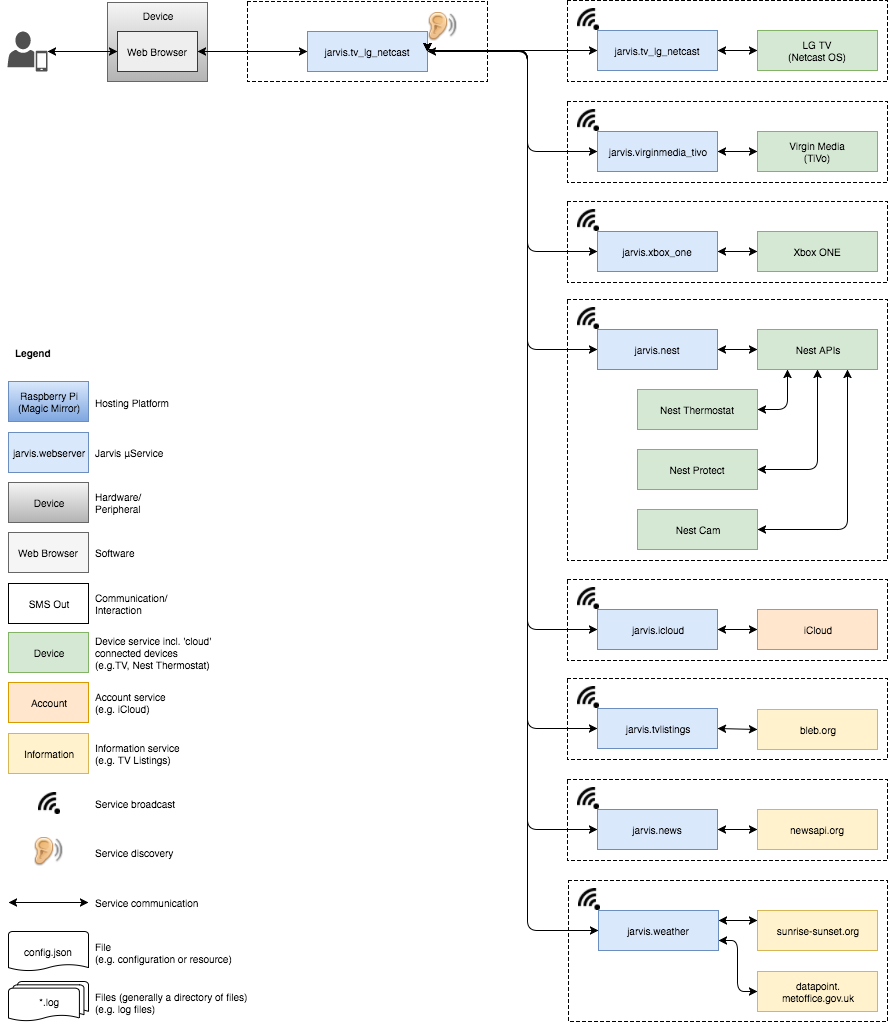 Device
Web Browser
jarvis.tv_lg_netcast
jarvis.tv_lg_netcast
LG TV
(Netcast OS)
jarvis.virginmedia_tivo
Virgin Media
(TiVo)
jarvis.xbox_one
Xbox ONE
jarvis.nest
Nest APIs
Nest Thermostat
Nest Protect
Nest Cam
jarvis.icloud
iCloud
jarvis.tvlistings
bleb.org
jarvis.news
newsapi.org
jarvis.weather
sunrise-sunset.org
datapoint.
metoffice.gov.uk
Legend
Raspberry Pi
(Magic Mirror)
Hosting Platform
jarvis.webserver
Jarvis µService
Device
Hardware/
Peripheral
Web Browser
Software
SMS Out
Communication/
Interaction
Device
Device service incl. 'cloud'
connected devices
(e.g.TV, Nest Thermostat)
Account
Account service
(e.g. iCloud)
Information
Information service
(e.g. TV Listings)
Service broadcast
Service discovery
Service communication
config.json
File
(e.g. configuration or resource)
*.log
Files (generally a directory of files)
(e.g. log files)